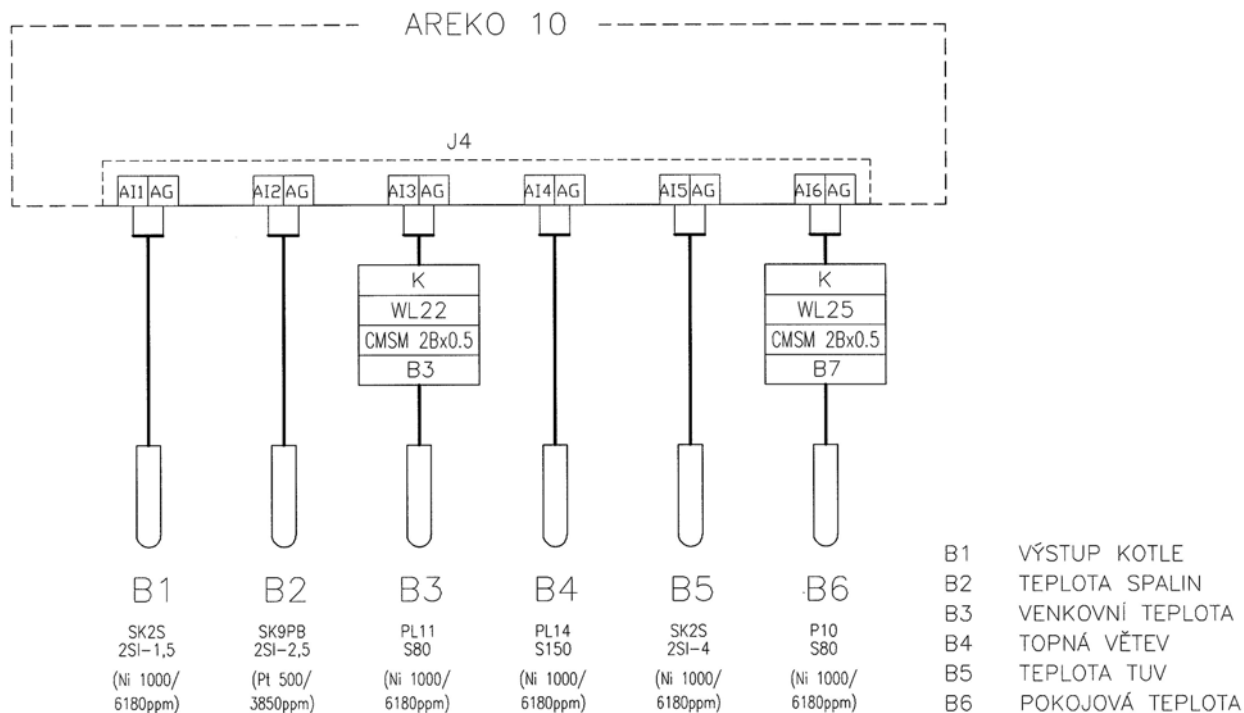 AREKO 10
J4
AI1 AG AI2 AG AI3 AG AI4 AG AI5 AG AI6 AG
K K
WL22 WL25
CMSM 2Bx0.5 CMSM 2Bx0.5
B3 B7
B1 B2 B3 B4 B5 B6
SK2S SK9PB PL11 PL14 SK2S P10
2SI-1,5 2SI-2,5 S80 S150 2SI-4 S80
(Ni 1000/ (Pt 500/ (Ni 1000/ (Ni 1000/ (Ni 1000/ (Ni 1000/
6180ppm) 3850ppm) 6180ppm) 6180ppm) 6180ppm) 6180ppm)
B1 VÝSTUP KOTLE
B2 TEPLOTA SPALIN
B3 VENKOVNÍ TEPLOTA
B4 TOPNÁ VĚTEV
B5 TEPLOTA TUV
B6 POKOJOVÁ TEPLOTA